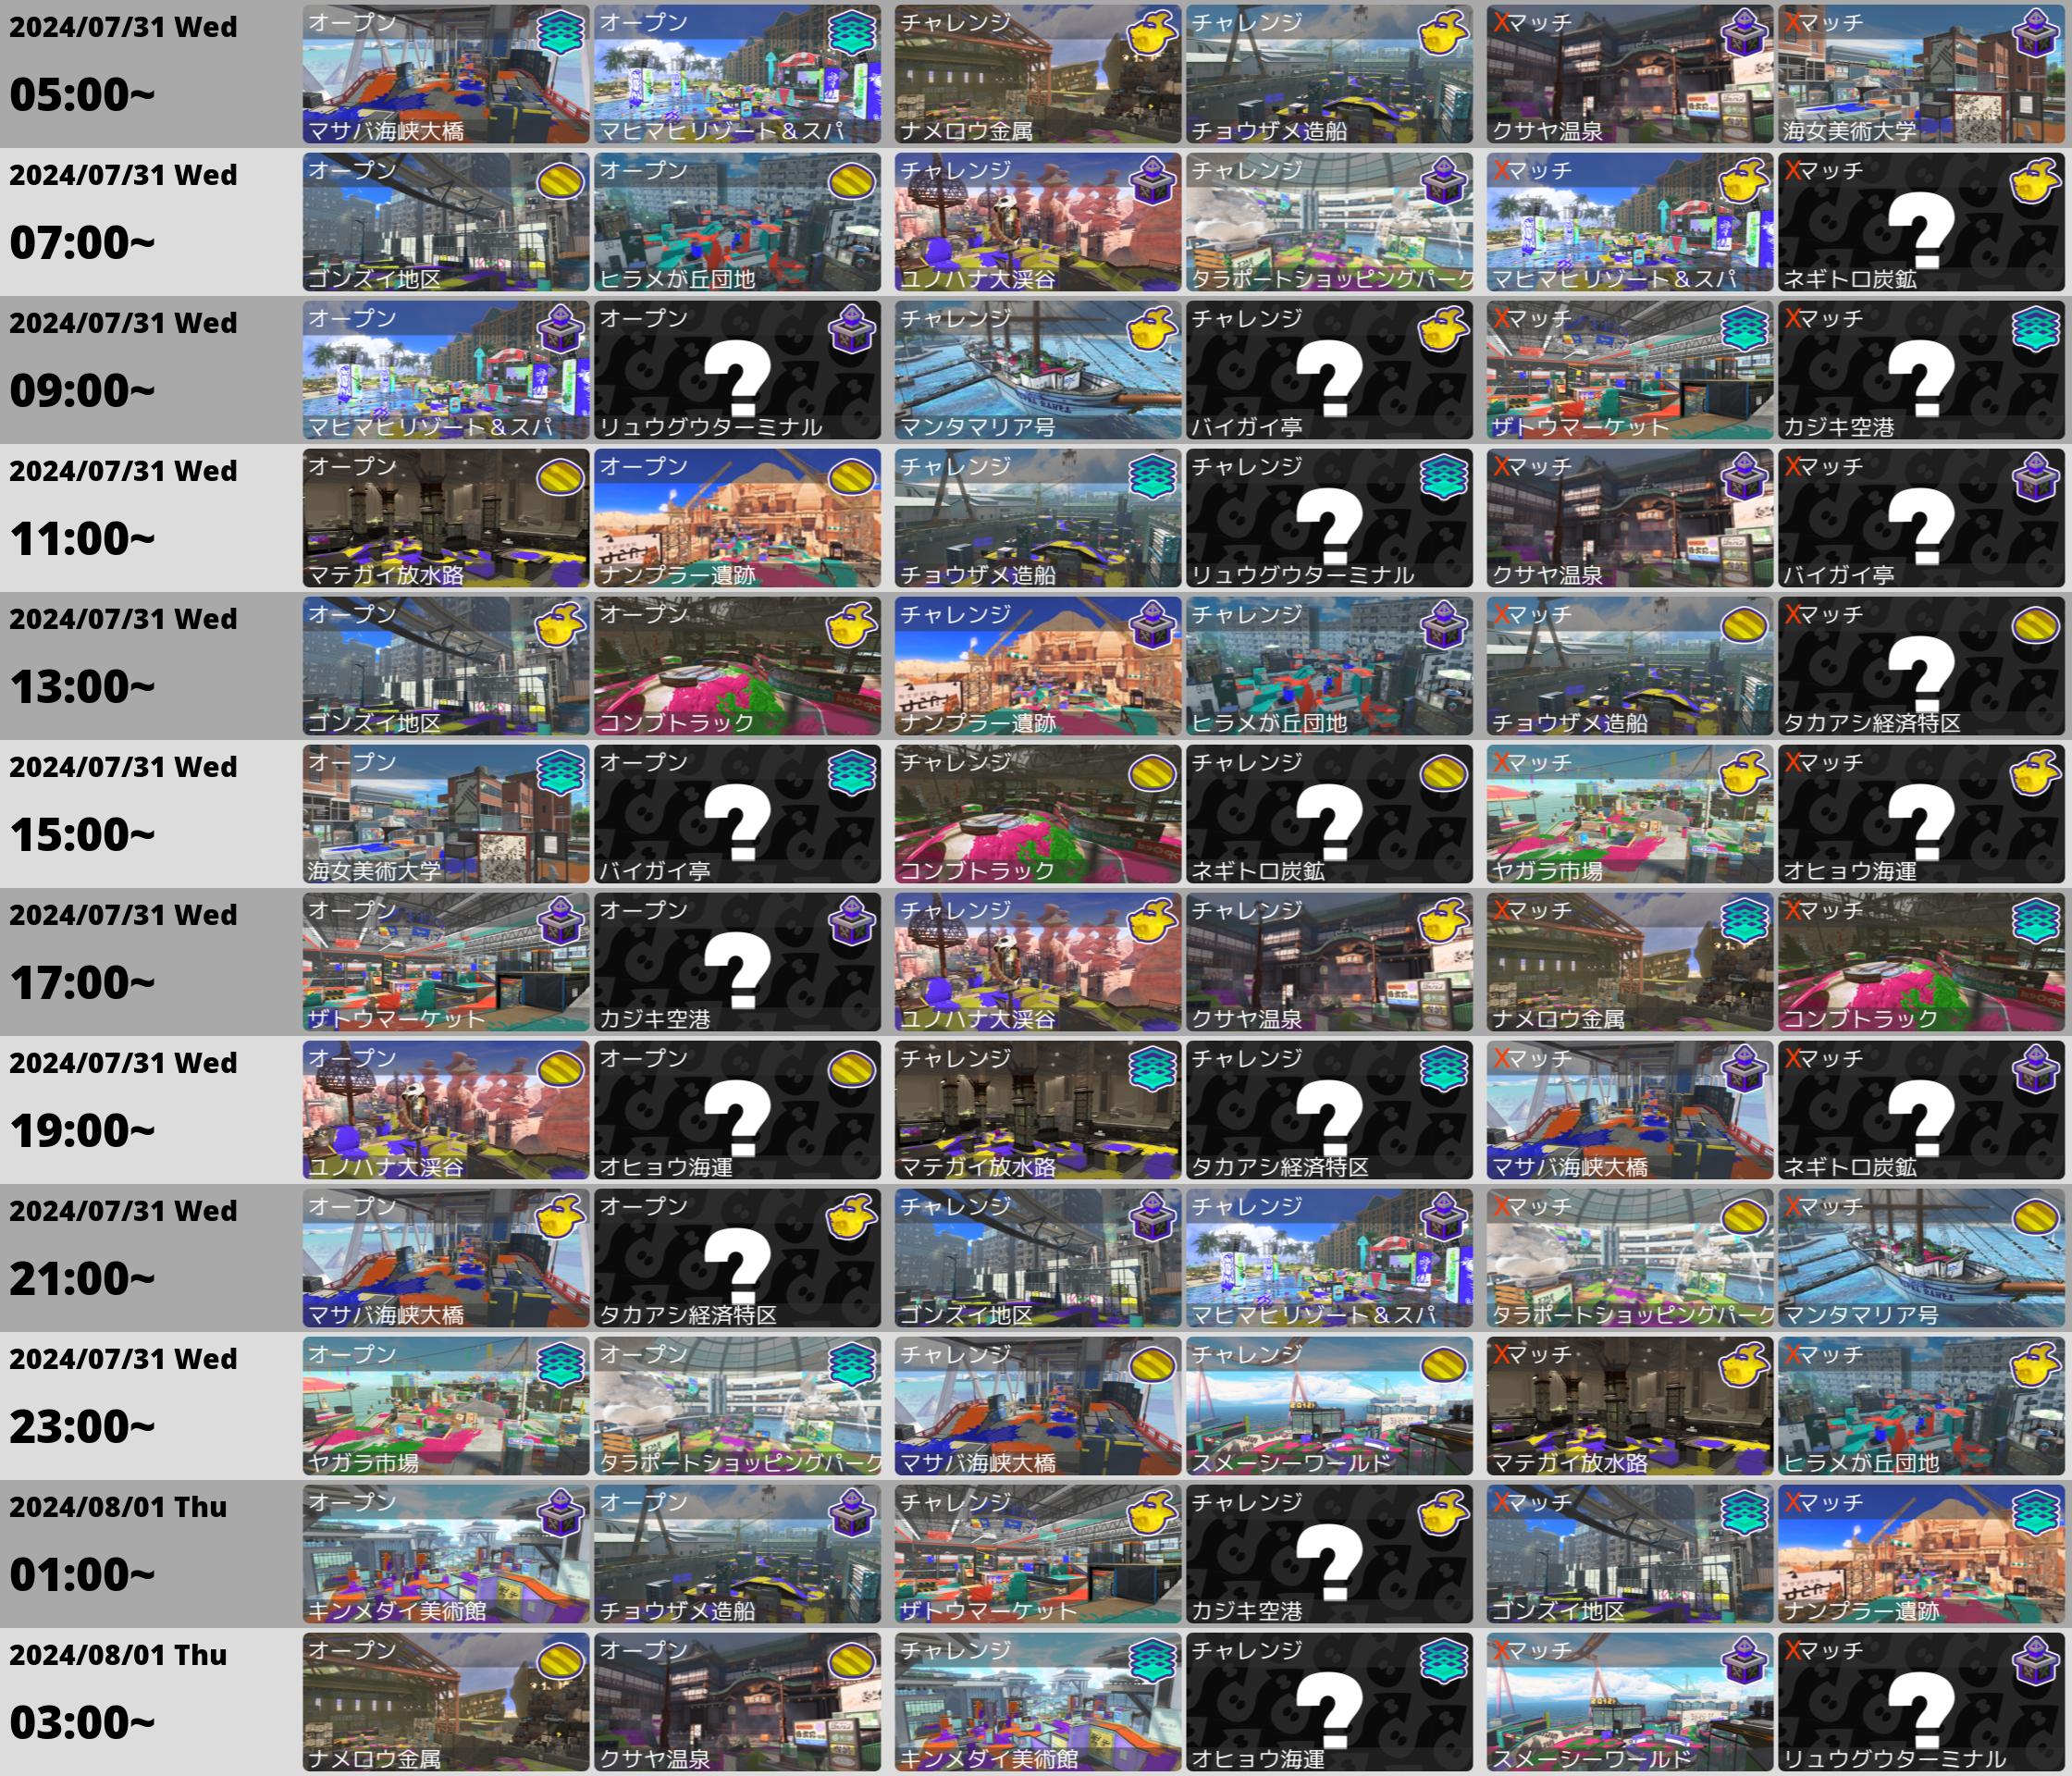 2024/07/31 Wed
05:00~
オープン オープン チャレンジ チャレンジ Xマッチ Xマッチ
マサバ海峡大橋 マヒマヒリゾート＆スパ ナメロウ金属 チョウザメ造船 クサヤ温泉 海女美術大学
2024/07/31 Wed
07:00~
オープン オープン チャレンジ チャレンジ Xマッチ Xマッチ
ゴンズイ地区 ヒラメが丘団地 ユノハナ大渓谷 タラポートショッピングパーク マヒマヒリゾート＆スパ ネギトロ炭鉱
2024/07/31 Wed
09:00~
オープン オープン チャレンジ チャレンジ Xマッチ Xマッチ
マヒマヒリゾート＆スパ リュウグウターミナル マンタマリア号 バイガイ亭 ザトウマーケット カジキ空港
2024/07/31 Wed
11:00~
オープン オープン チャレンジ チャレンジ Xマッチ Xマッチ
マテガイ放水路 ナンプラー遺跡 チョウザメ造船 リュウグウターミナル クサヤ温泉 バイガイ亭
2024/07/31 Wed
13:00~
オープン オープン チャレンジ チャレンジ Xマッチ Xマッチ
ゴンズイ地区 コンブトラック ナンプラー遺跡 ヒラメが丘団地 チョウザメ造船 タカアシ経済特区
2024/07/31 Wed
15:00~
オープン オープン チャレンジ チャレンジ Xマッチ Xマッチ
海女美術大学 バイガイ亭 コンブトラック ネギトロ炭鉱 ヤガラ市場 オヒョウ海運
2024/07/31 Wed
17:00~
オープン オープン チャレンジ チャレンジ Xマッチ Xマッチ
ザトウマーケット カジキ空港 ユノハナ大渓谷 クサヤ温泉 ナメロウ金属 コンブトラック
2024/07/31 Wed
19:00~
オープン オープン チャレンジ チャレンジ Xマッチ Xマッチ
ユノハナ大渓谷 オヒョウ海運 マテガイ放水路 タカアシ経済特区 マサバ海峡大橋 ネギトロ炭鉱
2024/07/31 Wed
21:00~
オープン オープン チャレンジ チャレンジ Xマッチ Xマッチ
マサバ海峡大橋 タカアシ経済特区 ゴンズイ地区 マヒマヒリゾート＆スパ タラポートショッピングパーク マンタマリア号
2024/07/31 Wed
23:00~
オープン オープン チャレンジ チャレンジ Xマッチ Xマッチ
ヤガラ市場 タラポートショッピングパーク マサバ海峡大橋 スメーシーワールド マテガイ放水路 ヒラメが丘団地
2024/08/01 Thu
01:00~
オープン オープン チャレンジ チャレンジ Xマッチ Xマッチ
キンメダイ美術館 チョウザメ造船 ザトウマーケット カジキ空港 ゴンズイ地区 ナンプラー遺跡
2024/08/01 Thu
03:00~
オープン オープン チャレンジ チャレンジ Xマッチ Xマッチ
ナメロウ金属 クサヤ温泉 キンメダイ美術館 オヒョウ海運 スメーシーワールド リュウグウターミナル